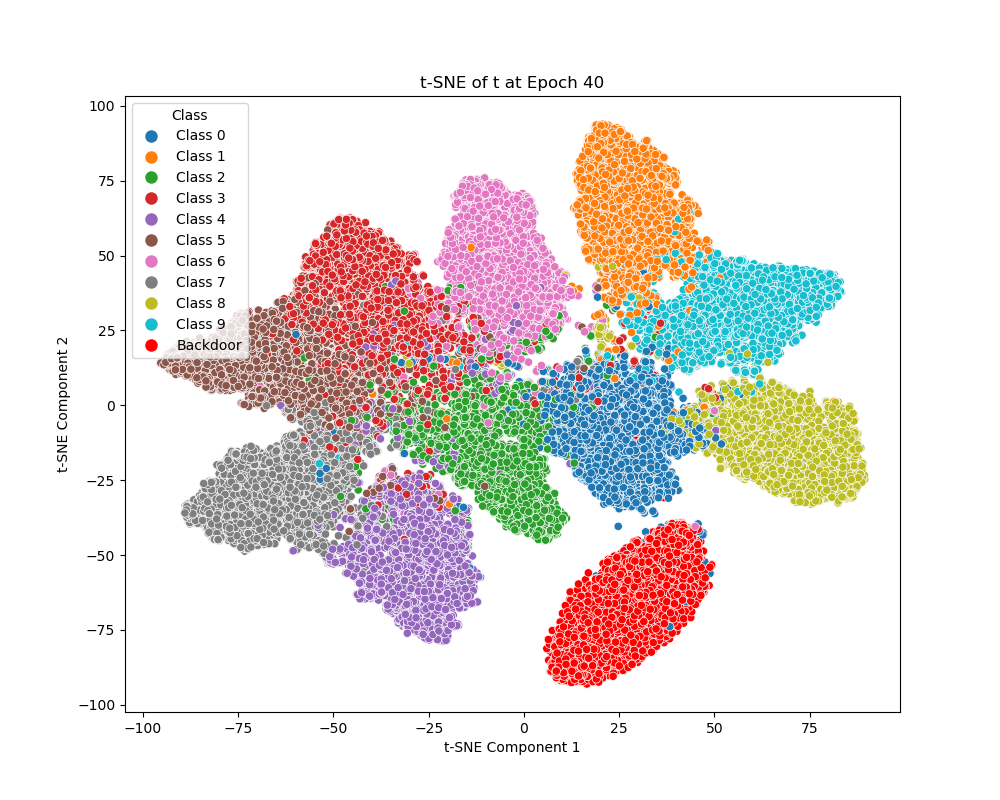 t-SNE of t at Epoch 40
Class
Class 0
Class 1
Class 2
Class 3
Class 4
Class 5
Class 6
Class 7
Class 8
Class 9
Backdoor
100
75
50
25
0
−25
−50
−75
−100
t-SNE Component 2
−100 −75 −50 −25 0 25 50 75
t-SNE Component 1